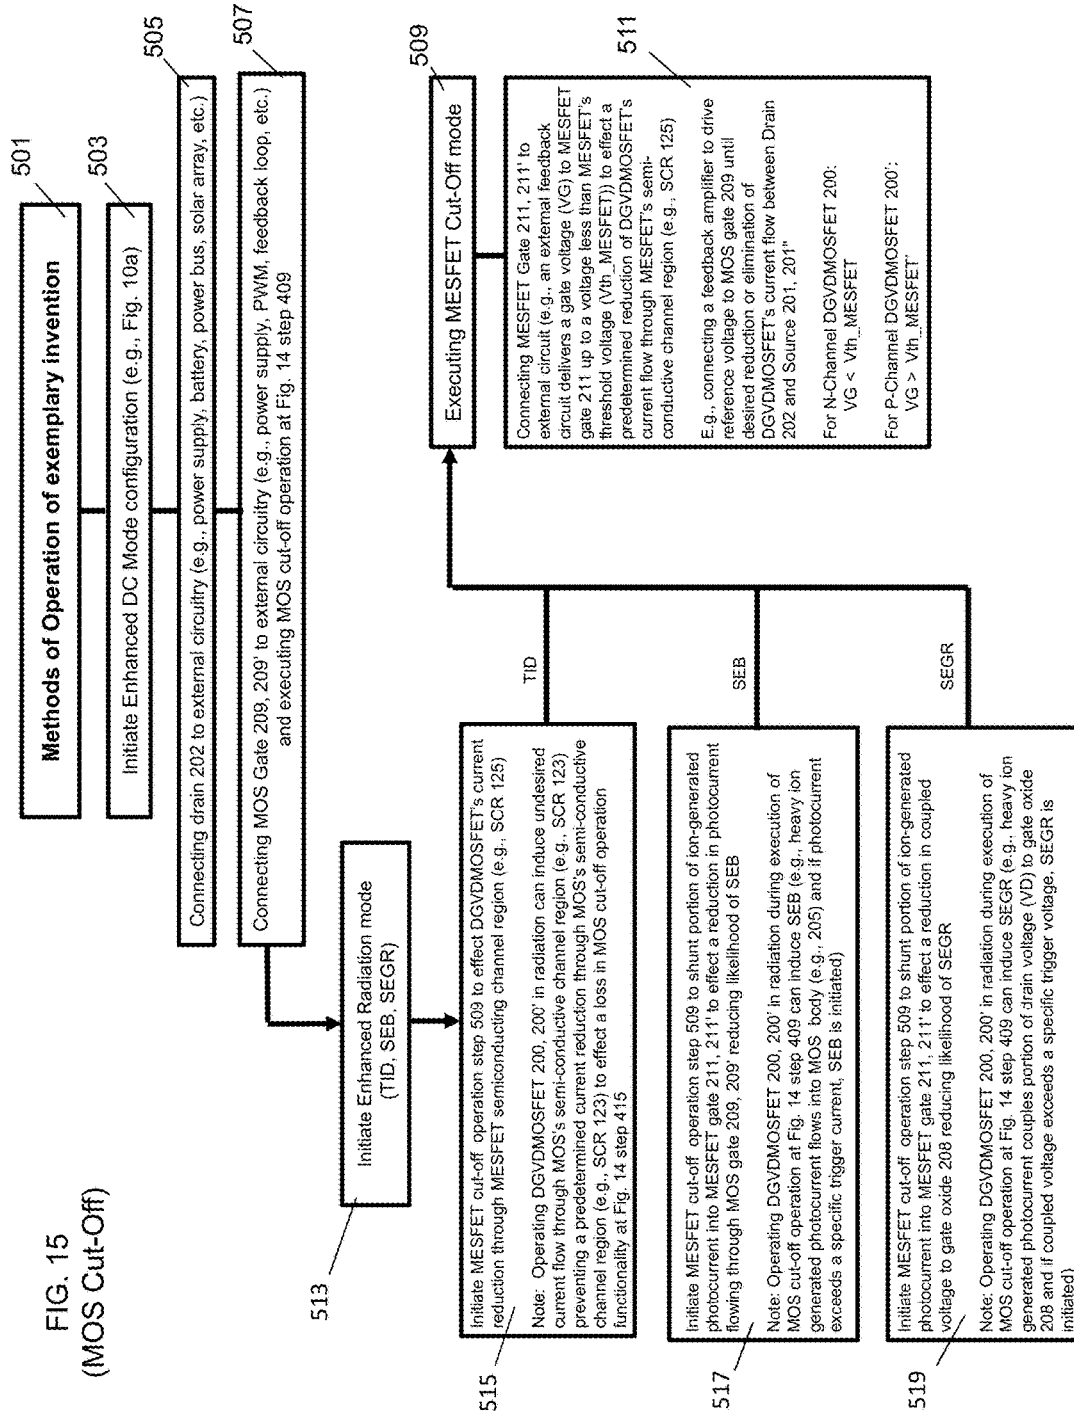 FIG. 15
(MOS Cut-Off)
501
Methods of Operation of exemplary invention
503
Initiate Enhanced DC Mode configuration (e.g., Fig. 10a)
505
Connecting drain 202 to external circuitry (e.g., power supply, battery, power bus, solar array, etc.)
507
Connecting MOS Gate 209, 209' to external circuitry (e.g., power supply, PWM, feedback loop, etc.)
and executing MOS cut-off operation at Fig. 14 step 409
513
Initiate Enhanced Radiation mode
(TID, SEB, SEGR)
515
Initiate MESFET cut-off operation step 509 to effect DGVDMOSFET's current
reduction through MESFET semiconducting channel region (e.g., SCR 125)
Note: Operating DGVDMOSFET 200, 200' in radiation can induce undesired
current flow through MOS's semi-conductive channel region (e.g., SCR 123)
preventing a predetermined current reduction through MOS's semi-conductive
channel region (e.g., SCR 123) to effect a loss in MOS cut-off operation
functionality at Fig. 14 step 415
TID
517
Initiate MESFET cut-off operation step 509 to shunt portion of ion-generated
photocurrent into MESFET gate 211, 211' to effect a reduction in photocurrent
flowing through MOS gate 209, 209' reducing likelihood of SEB
Note: Operating DGVDMOSFET 200, 200' in radiation during execution of
MOS cut-off operation at Fig. 14 step 409 can induce SEB (e.g., heavy ion
generated photocurrent flows into MOS body (e.g., 205) and if photocurrent
exceeds a specific trigger current, SEB is initiated)
SEB
519
Initiate MESFET cut-off operation step 509 to shunt portion of ion-generated
photocurrent into MESFET gate 211, 211' to effect a reduction in coupled
voltage to gate oxide 208 reducing likelihood of SEGR
Note: Operating DGVDMOSFET 200, 200' in radiation during execution of
MOS cut-off operation at Fig. 14 step 409 can induce SEGR (e.g., heavy ion
generated photocurrent couples portion of drain voltage (VD) to gate oxide
208 and if coupled voltage exceeds a specific trigger voltage, SEGR is
initiated)
SEGR
509
Executing MESFET Cut-Off mode
511
Connecting MESFET Gate 211, 211' to
external circuit (e.g., an external feedback
circuit delivers a gate voltage (VG) to MESFET
gate 211 up to a voltage less than MESFET's
threshold voltage (Vth_MESFET)) to effect a
predetermined reduction of DGVDMOSFET's
current flow through MESFET's semi-
conductive channel region (e.g., SCR 125)
E.g., connecting a feedback amplifier to drive
reference voltage to MOS gate 209 until
desired reduction or elimination of
DGVDMOSFET's current flow between Drain
202 and Source 201, 201"
For N-Channel DGVDMOSFET 200:
VG < Vth_MESFET
For P-Channel DGVDMOSFET 200':
VG > Vth_MESFET'